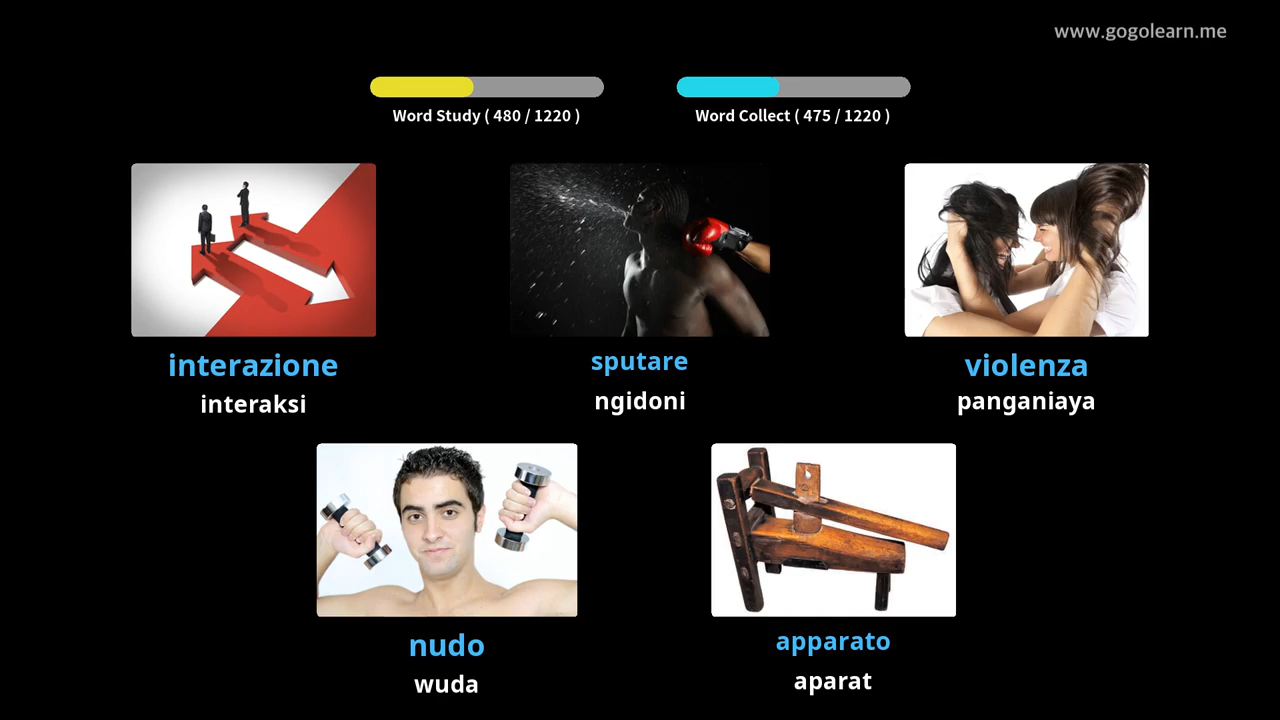 www.gogolearn.me
Word Study ( 480 / 1220 )
Word Collect ( 475 / 1220 )
interazione
interaksi
sputare
ngidoni
violenza
panganiaya
nudo
wuda
apparato
aparat